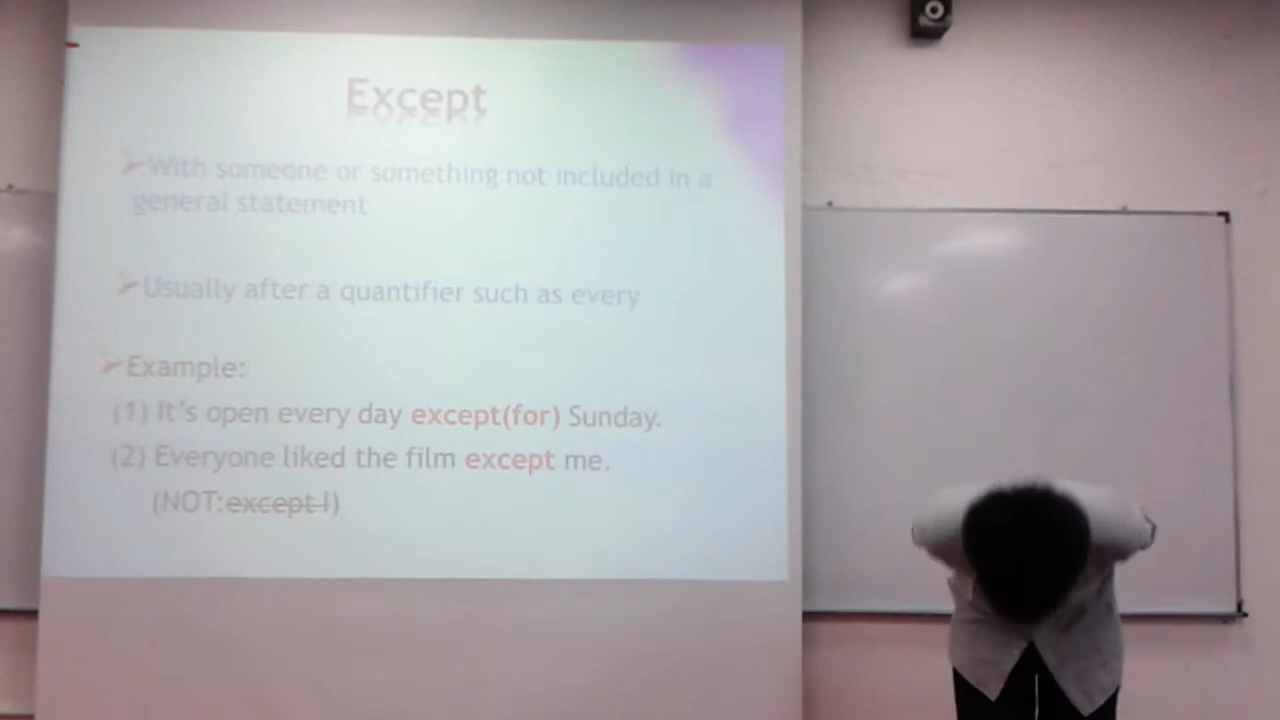 Except
➢With someone or something not included in a
general statement
➢Usually after a quantifier such as every
➢Example:
(1) It's open every day except(for) Sunday.
(2) Everyone liked the film except me.
(NOT:except I)